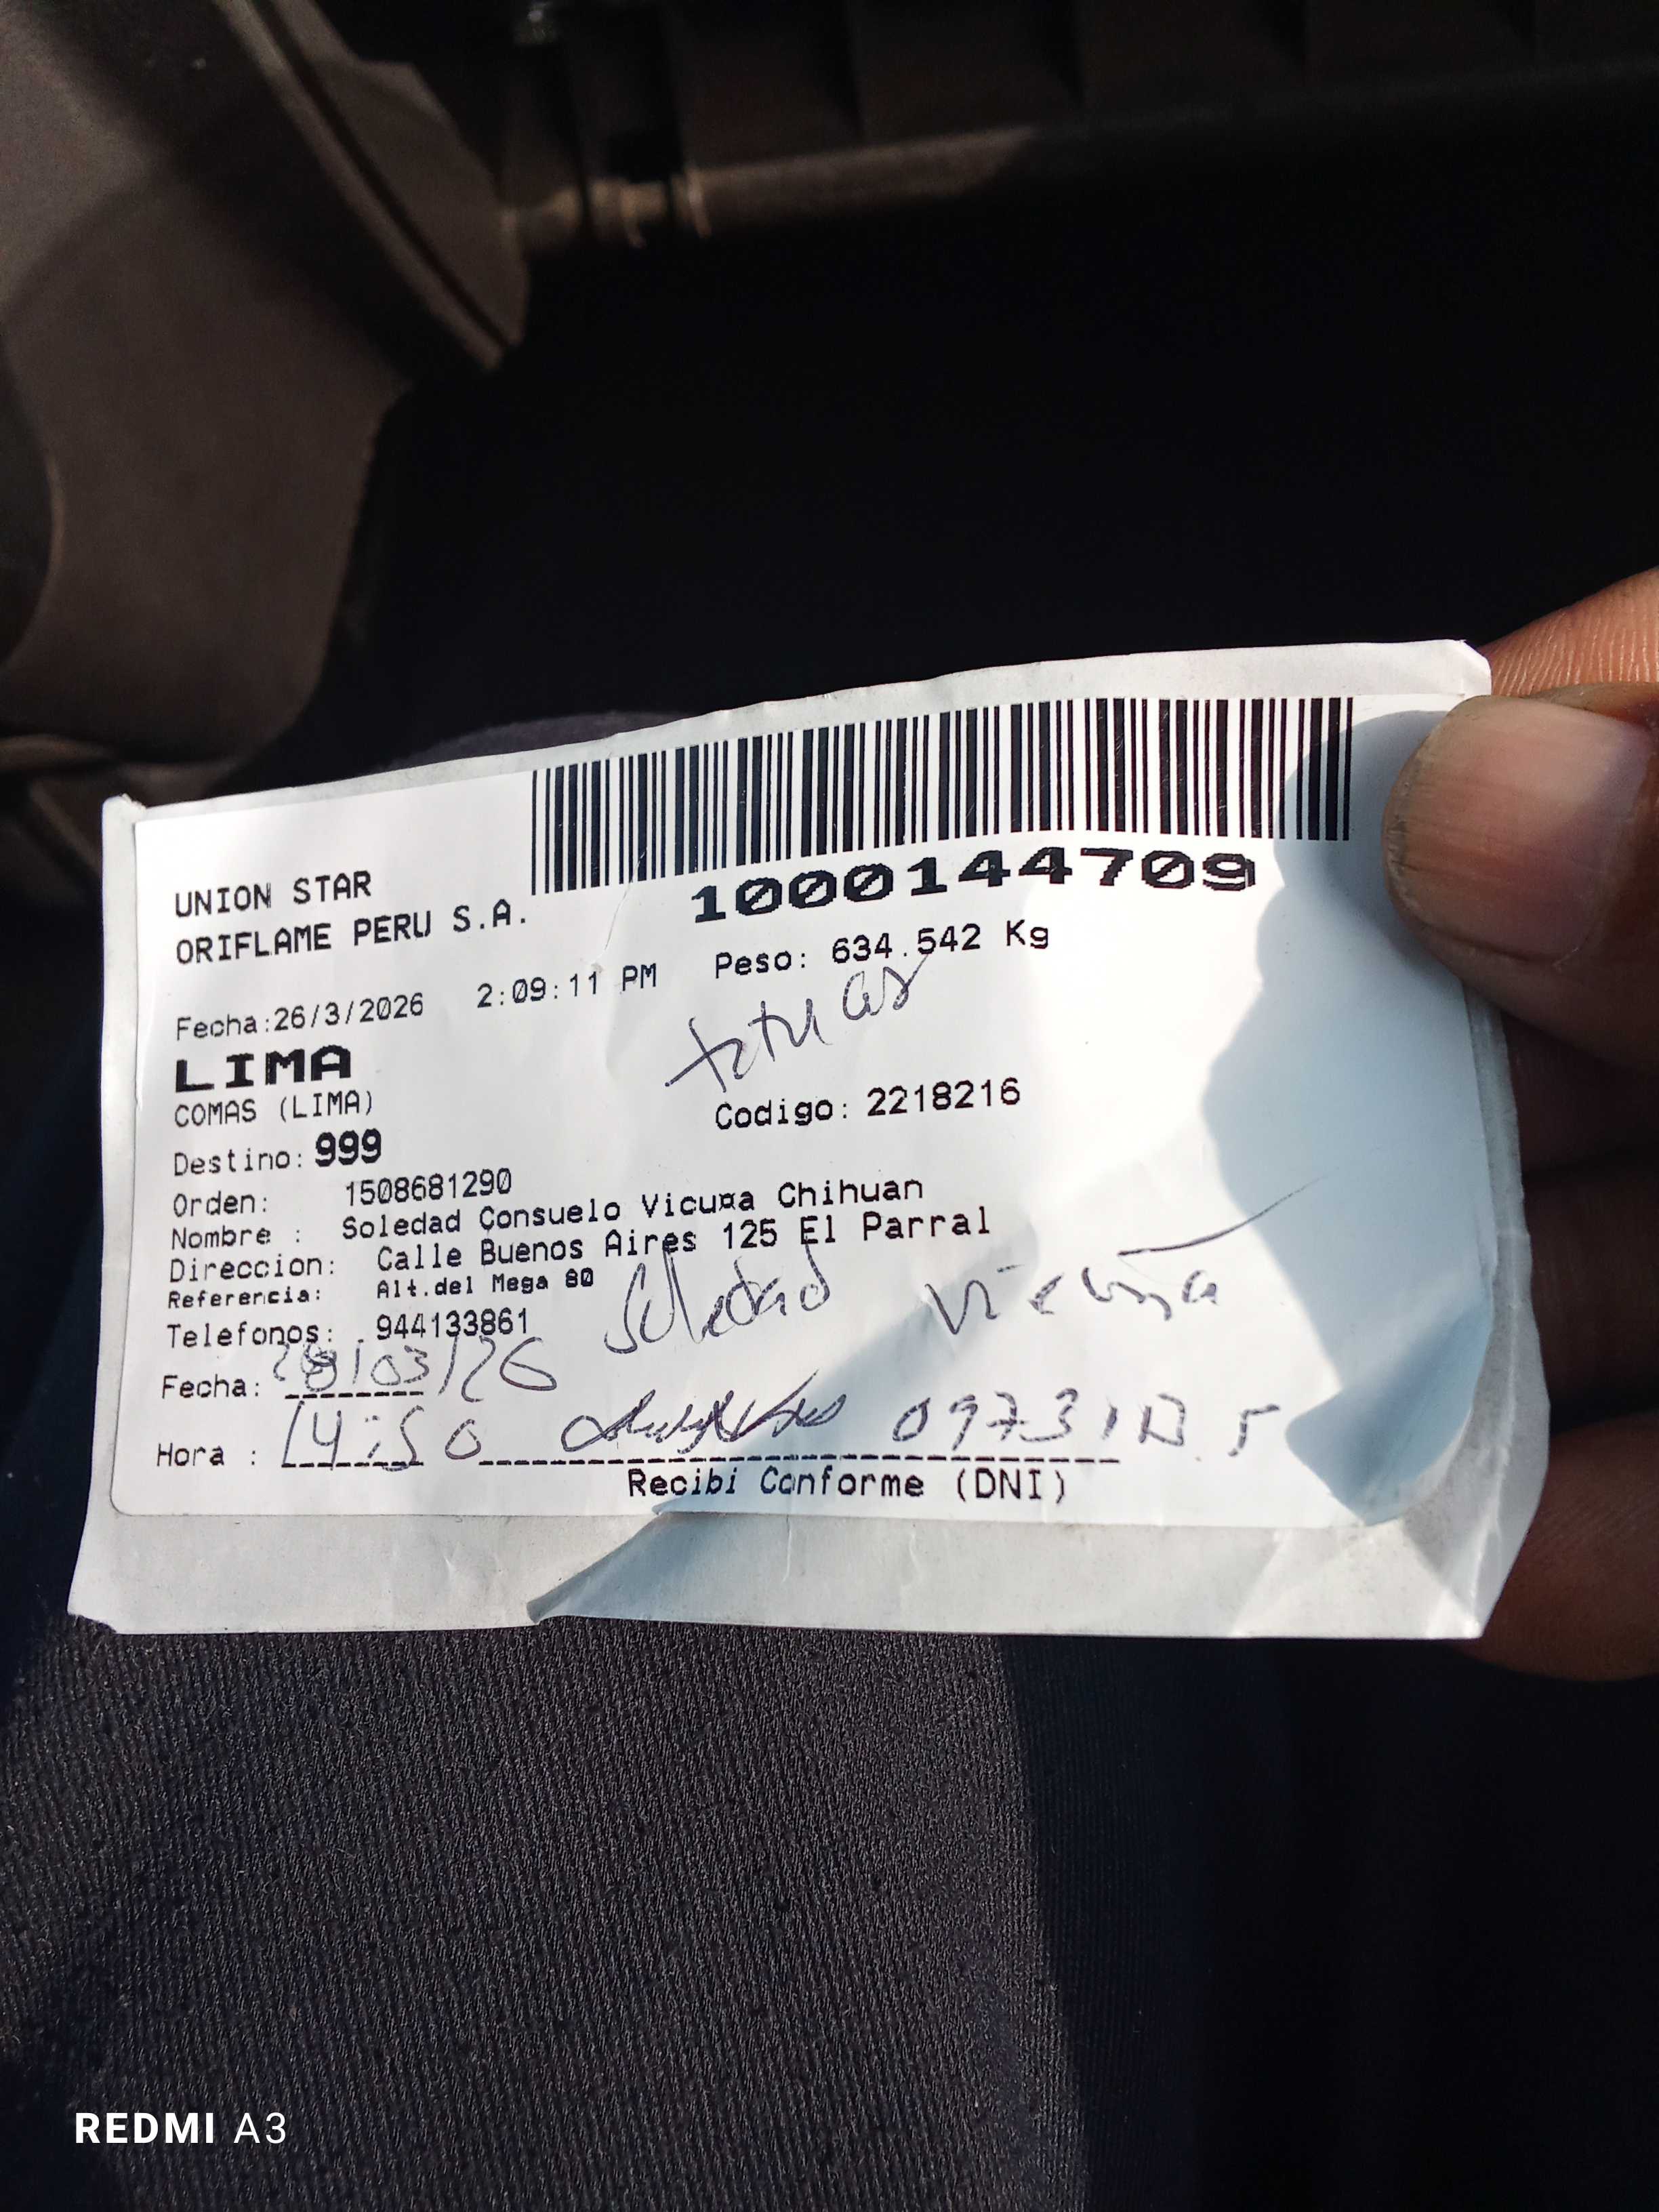 1000144709
UNION STAR
ORIFLAME PERU S.A.
Fecha:26/3/2026 2:09:11 PM Peso: 634.542 Kg
LIMA
COMAS (LIMA)
Codigo: 2218216
Destino: 999
Orden: 1508681290
Nombre : Soledad Consuelo Vicu¤a Chihuan
Direccion: Calle Buenos Aires 125 El Parral
Referencia: Alt.del Mega 80
Telefonos: 944133861
Soledad Vicuña
Fecha: 28/03/26
Hora : 14:50
Recibi Conforme (DNI)
REDMI A3